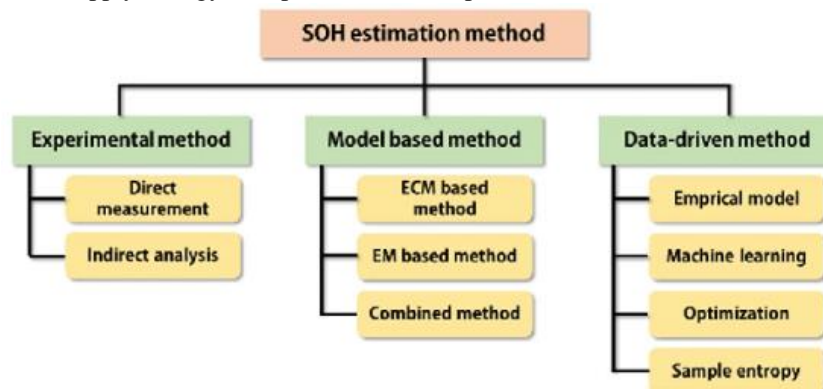 SOH estimation method
Experimental method
Direct
measurement
Indirect analysis
Model based method
ECM based
method
EM based method
Combined method
Data-driven method
Emprical model
Machine learning
Optimization
Sample entropy